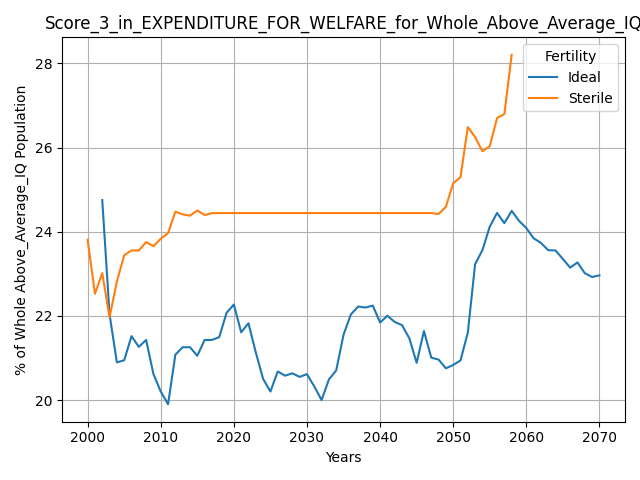 Score_3_in_EXPENDITURE_FOR_WELFARE_for_Whole_Above_Average_IQ
% of Whole Above_Average_IQ Population
28
26
24
22
20
Fertility
Ideal
Sterile
2000 2010 2020 2030 2040 2050 2060 2070
Years